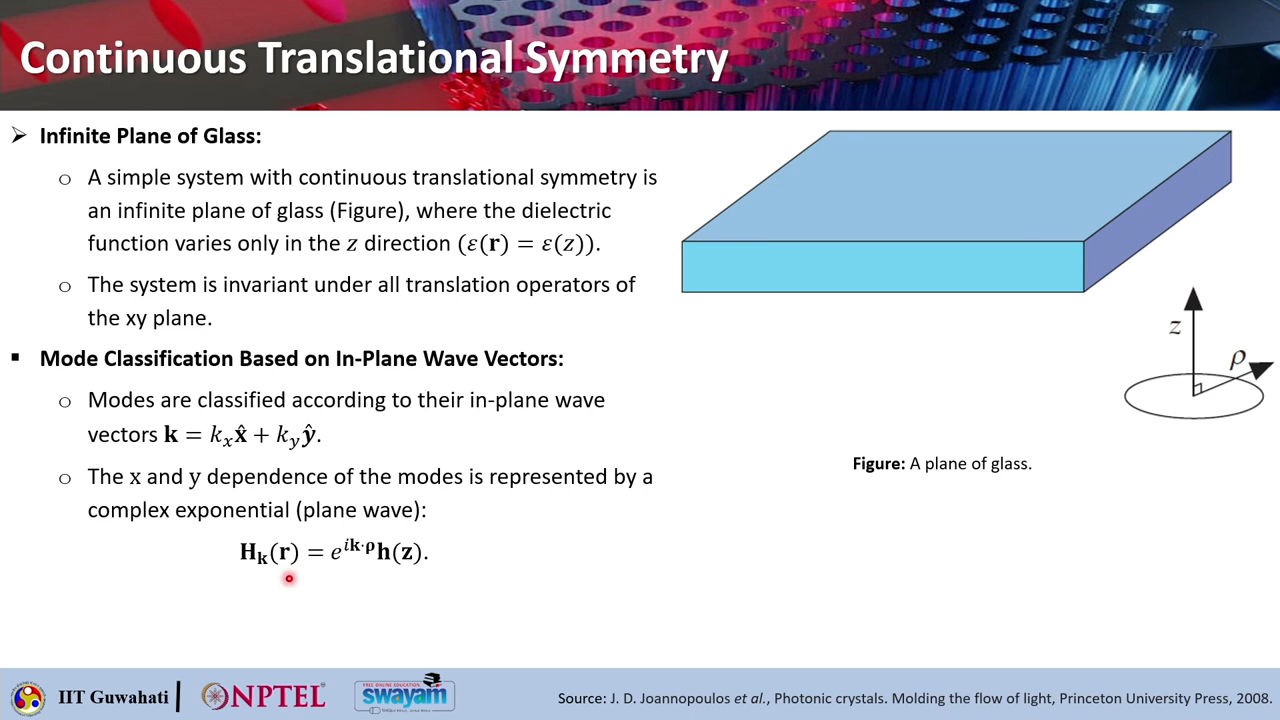 Continuous Translational Symmetry
➢ Infinite Plane of Glass:
o A simple system with continuous translational symmetry is
an infinite plane of glass (Figure), where the dielectric
function varies only in the z direction (ε(𝐫) = ε(z)).
o The system is invariant under all translation operators of
the xy plane.
▪ Mode Classification Based on In-Plane Wave Vectors:
o Modes are classified according to their in-plane wave
vectors 𝐤 = kₓx̂ + k_yŷ.
o The x and y dependence of the modes is represented by a
complex exponential (plane wave):
𝐇_𝐤(𝐫) = e^{i𝐤·𝛒}𝐡(𝐳).
z
ρ
Figure: A plane of glass.
IIT Guwahati
NPTEL
FREE ONLINE EDUCATION
swayam
Source: J. D. Joannopoulos et al., Photonic crystals. Molding the flow of light, Princeton University Press, 2008.